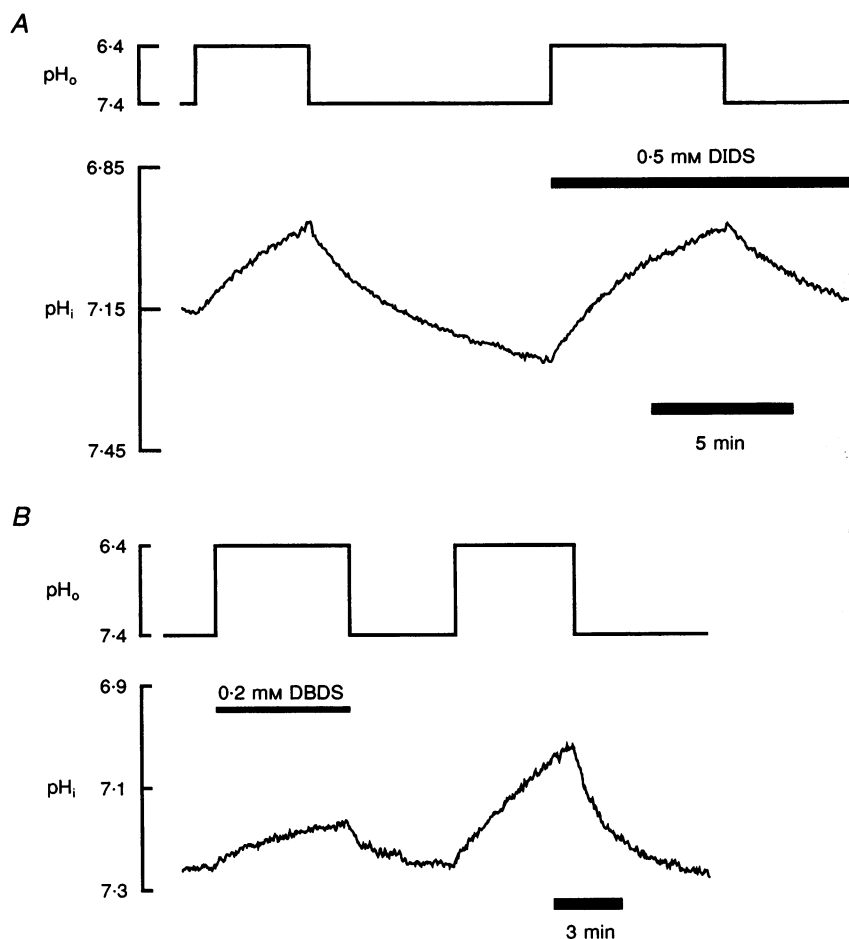 A
6·4
pHₒ
7·4
6·85
0·5 mM DIDS
pHᵢ 7·15
5 min
7·45
B
6·4
pHₒ
7·4
6·9
0·2 mM DBDS
pHᵢ 7·1
7·3
3 min